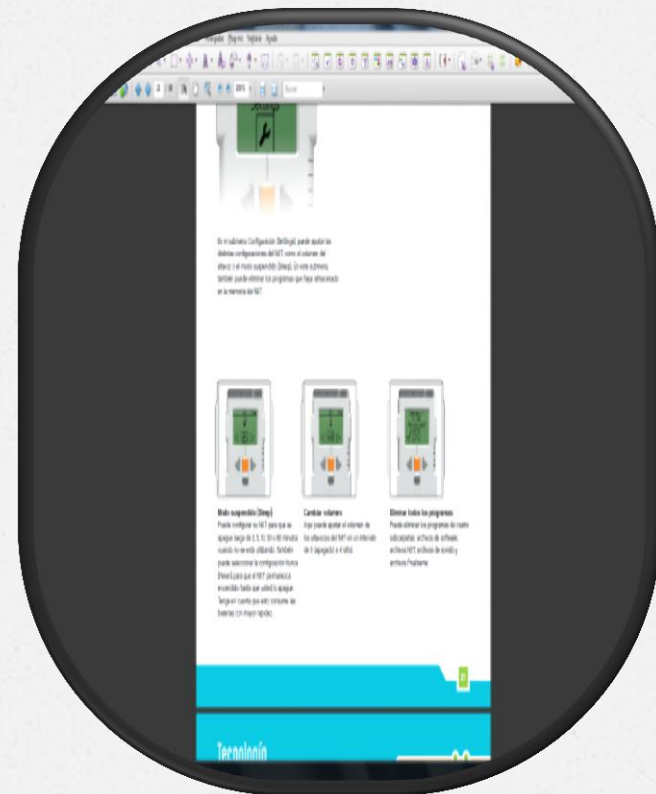 Ventana Ayuda
Settings
En el submenú Configuración (Settings), puede ajustar las
distintas configuraciones del NXT, como el volumen del
altavoz o el modo suspendido (Sleep). En este submenú,
también puede eliminar los programas que haya almacenado
en la memoria del NXT.
Modo suspendido (Sleep)
Puede configurar su NXT para que se
apague luego de 2, 5, 10, 30 o 60 minutos
cuando no se está utilizando. También
puede seleccionar la configuración Nunca
(Never) para que el NXT permanezca
encendido hasta que usted lo apague.
Tenga en cuenta que esto consume las
baterías con mayor rapidez.
Cambiar volumen
Aquí puede ajustar el volumen de
los altavoces del NXT en un intervalo
de 0 (apagado) a 4 (alto).
Eliminar todos los programas
Puede eliminar los programas de cuatro
subcarpetas: archivos de software,
archivos NXT, archivos de sonido y
archivos Finalmente.
Tecnología